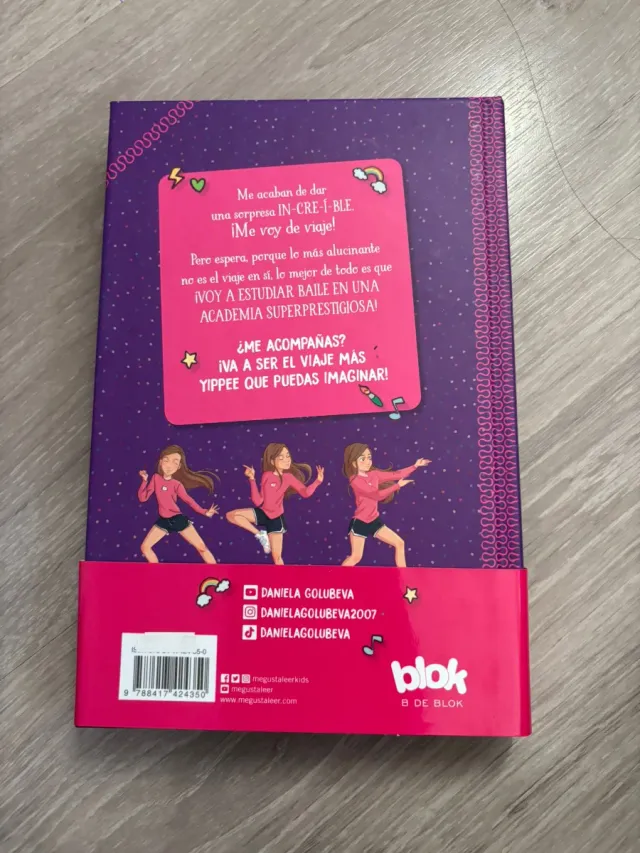 Me acaban de dar
una sorpresa IN-CRE-Í-BLE.
¡Me voy de viaje!
Pero espera, porque lo más alucinante
no es el viaje en sí, lo mejor de todo es que
¡VOY A ESTUDIAR BAILE EN UNA
ACADEMIA SUPERPRESTIGIOSA!
¿ME ACOMPAÑAS?
¡VA A SER EL VIAJE MÁS
YIPPEE QUE PUEDAS IMAGINAR!
DANIELA GOLUBEVA
DANIELAGOLUBEVA2007
DANIELAGOLUBEVA
9 788417 424350
megustaleerkids
megustaleer
www.megustaleer.com
blok
B DE BLOK